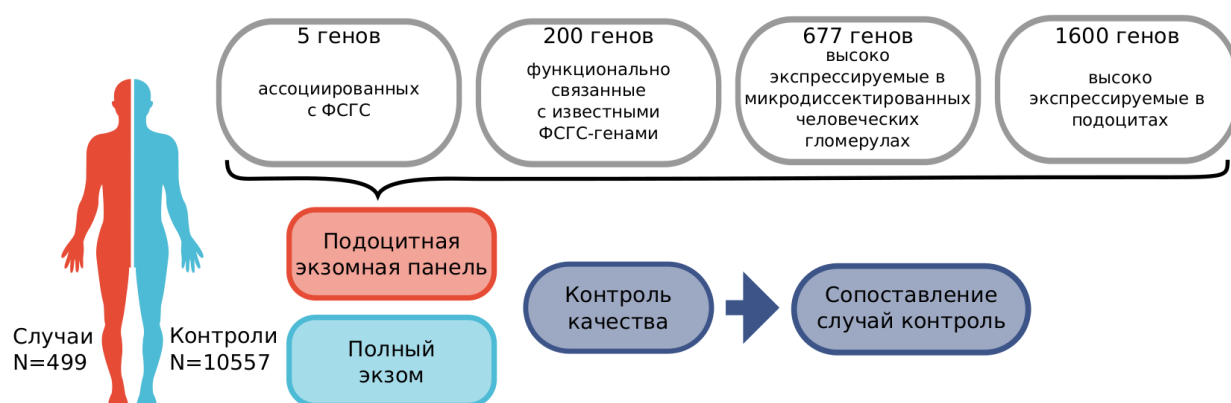 5 генов
ассоциированных
с ФСГС
200 генов
функционально
связанные
с известными
ФСГС-генами
677 генов
высоко
экспрессируемые в
микродиссектированных
человеческих
гломерулах
1600 генов
высоко
экспрессируемые в
подоцитах
Подоцитная
экзомная панель
Контроль
качества
Сопоставление
случай контроль
Случаи
N=499
Контроли
N=10557
Полный
экзом